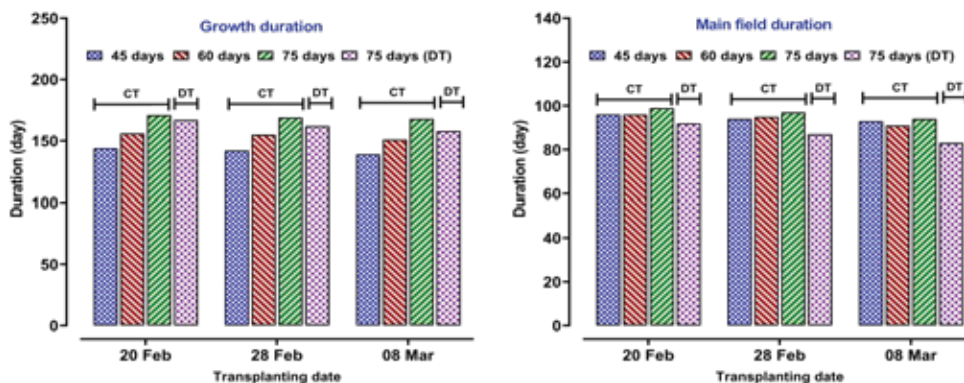 Growth duration
45 days 60 days 75 days 75 days (DT)
CT DT CT DT CT DT
Duration (day)
250
200
150
100
50
0
20 Feb 28 Feb 08 Mar
Transplanting date
Main field duration
45 days 60 days 75 days 75 days (DT)
CT DT CT DT CT DT
Duration (day)
140
120
100
80
60
40
20
0
20 Feb 28 Feb 08 Mar
Transplanting date